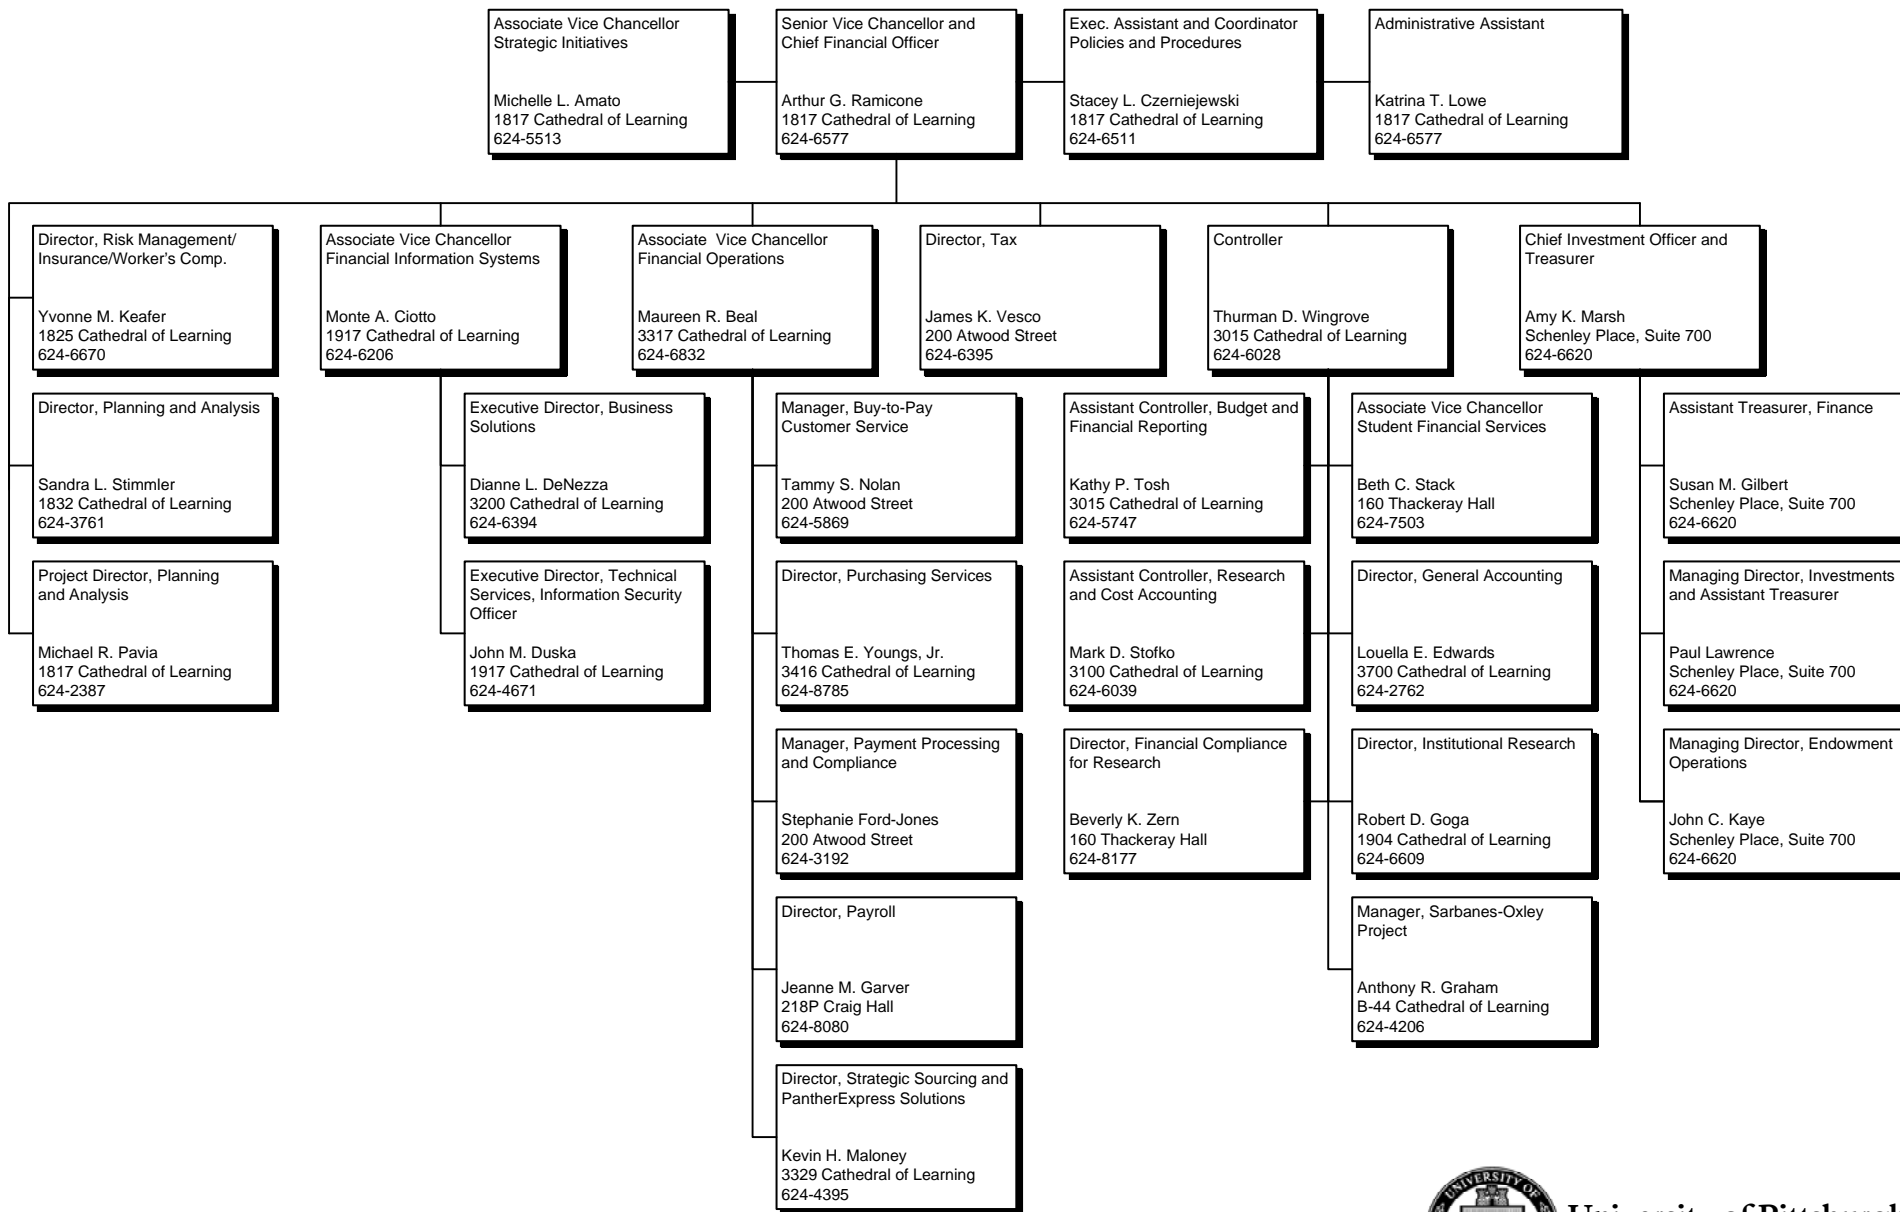 Associate Vice Chancellor
Strategic Initiatives
Michelle L. Amato
1817 Cathedral of Learning
624-5513
Senior Vice Chancellor and
Chief Financial Officer
Arthur G. Ramicone
1817 Cathedral of Learning
624-6577
Exec. Assistant and Coordinator
Policies and Procedures
Stacey L. Czerniejewski
1817 Cathedral of Learning
624-6511
Administrative Assistant
Katrina T. Lowe
1817 Cathedral of Learning
624-6577
Director, Risk Management/
Insurance/Worker's Comp.
Yvonne M. Keafer
1825 Cathedral of Learning
624-6670
Associate Vice Chancellor
Financial Information Systems
Monte A. Ciotto
1917 Cathedral of Learning
624-6206
Associate  Vice Chancellor
Financial Operations
Maureen R. Beal
3317 Cathedral of Learning
624-6832
Director, Tax
James K. Vesco
200 Atwood Street
624-6395
Controller
Thurman D. Wingrove
3015 Cathedral of Learning
624-6028
Chief Investment Officer and
Treasurer
Amy K. Marsh
Schenley Place, Suite 700
624-6620
Director, Planning and Analysis
Sandra L. Stimmler
1832 Cathedral of Learning
624-3761
Executive Director, Business
Solutions
Dianne L. DeNezza
3200 Cathedral of Learning
624-6394
Manager, Buy-to-Pay
Customer Service
Tammy S. Nolan
200 Atwood Street
624-5869
Assistant Controller, Budget and
Financial Reporting
Kathy P. Tosh
3015 Cathedral of Learning
624-5747
Associate Vice Chancellor
Student Financial Services
Beth C. Stack
160 Thackeray Hall
624-7503
Assistant Treasurer, Finance
Susan M. Gilbert
Schenley Place, Suite 700
624-6620
Project Director, Planning
and Analysis
Michael R. Pavia
1817 Cathedral of Learning
624-2387
Executive Director, Technical
Services, Information Security
Officer
John M. Duska
1917 Cathedral of Learning
624-4671
Director, Purchasing Services
Thomas E. Youngs, Jr.
3416 Cathedral of Learning
624-8785
Assistant Controller, Research
and Cost Accounting
Mark D. Stofko
3100 Cathedral of Learning
624-6039
Director, General Accounting
Louella E. Edwards
3700 Cathedral of Learning
624-2762
Managing Director, Investments
and Assistant Treasurer
Paul Lawrence
Schenley Place, Suite 700
624-6620
Manager, Payment Processing
and Compliance
Stephanie Ford-Jones
200 Atwood Street
624-3192
Director, Financial Compliance
for Research
Beverly K. Zern
160 Thackeray Hall
624-8177
Director, Institutional Research
Robert D. Goga
1904 Cathedral of Learning
624-6609
Managing Director, Endowment
Operations
John C. Kaye
Schenley Place, Suite 700
624-6620
Director, Payroll
Jeanne M. Garver
218P Craig Hall
624-8080
Manager, Sarbanes-Oxley
Project
Anthony R. Graham
B-44 Cathedral of Learning
624-4206
Director, Strategic Sourcing and
PantherExpress Solutions
Kevin H. Maloney
3329 Cathedral of Learning
624-4395
UNIVERSITY OF
University of